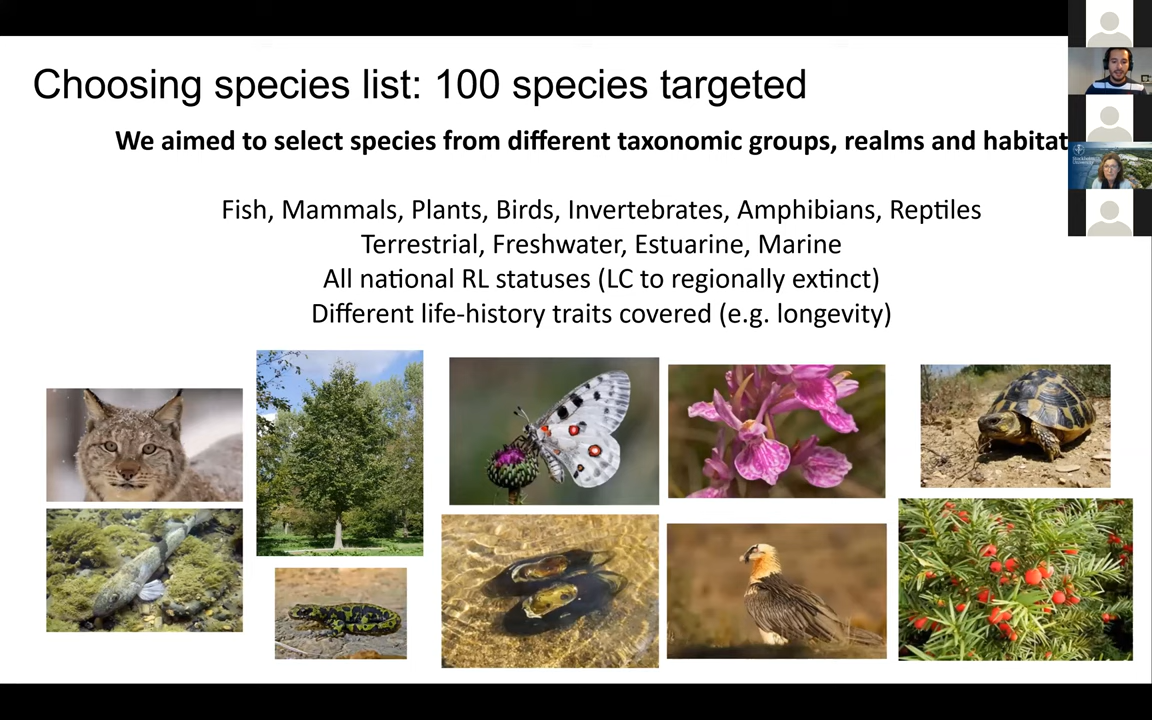 Choosing species list: 100 species targeted
We aimed to select species from different taxonomic groups, realms and habitat
Fish, Mammals, Plants, Birds, Invertebrates, Amphibians, Reptiles
Terrestrial, Freshwater, Estuarine, Marine
All national RL statuses (LC to regionally extinct)
Different life-history traits covered (e.g. longevity)
Stockholm
University